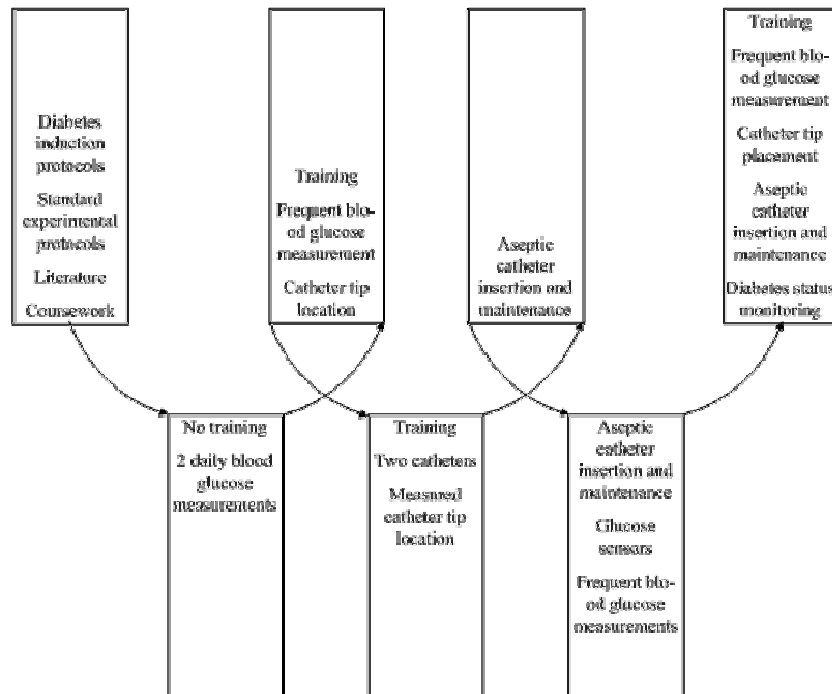 Diabetes
induction
protocols
Standard
experimental
protocols
Literature
Coursework
No training
2 daily blood
glucose
measurements
Training
Frequent blo-
od glucose
measurement
Catheter tip
location
Training
Two catheters
Measured
catheter tip
location
Aseptic
catheter
insertion and
maintenance
Aseptic
catheter
insertion and
maintenance
Glucose
sensors
Frequent blo-
od glucose
measurements
Training
Frequent blo-
od glucose
measurement
Catheter tip
placement
Aseptic
catheter
insertion and
maintenance
Diabetes status
monitoring